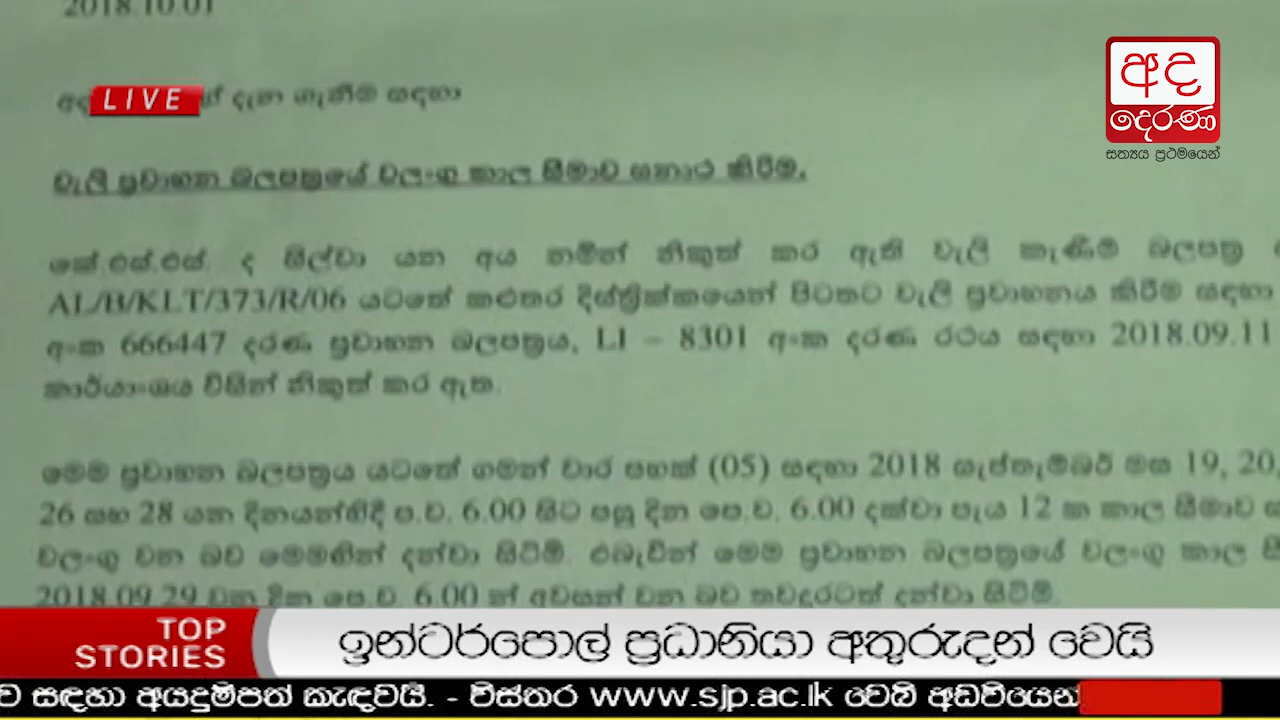 2018.10.01
LIVE දැන ගැනීම සඳහා
අද
දෙරණ
සත්‍යය ප්‍රථමයෙන්
වැලි ප්‍රවාහන බලපත්‍රයේ වලංගු කාල සීමාව සනාථ කිරීම.
කේ.එස්.එස්. ද සිල්වා යන අය නමින් නිකුත් කර ඇති වැලි කැණීම් බලපත්‍ර
AL/B/KLT/373/R/06 යටතේ කළුතර දිස්ත්‍රික්කයෙන් පිටතට වැලි ප්‍රවාහනය කිරීම සඳහා
අංක 666447 දරණ ප්‍රවාහන බලපත්‍රය, LI – 8301 අංක දරණ රථය සඳහා 2018.09.11
කාර්යාංශය විසින් නිකුත් කර ඇත.
මෙම ප්‍රවාහන බලපත්‍රය යටතේ ගමන් වාර පහක් (05) සඳහා 2018 සැප්තැම්බර් මස 19, 20,
26 සහ 28 යන දිනයන්හිදී ප.ව. 6.00 සිට පසු දින පෙ.ව. 6.00 දක්වා පැය 12 ක කාල සීමාව
වලංගු වන බව මෙමඟින් දන්වා සිටිමි. එබැවින් මෙම ප්‍රවාහන බලපත්‍රයේ වලංගු කාල
2018.09.29 වන දින පෙ.ව. 6.00 න් අවසන් වන බව තවදුරටත් දන්වා සිටිමි.
TOP
STORIES
ඉන්ටර්පොල් ප්‍රධානියා අතුරුදන් වෙයි
ව සඳහා අයදුම්පත් කැඳවයි. - විස්තර www.sjp.ac.lk වෙබ් අඩවියෙන්